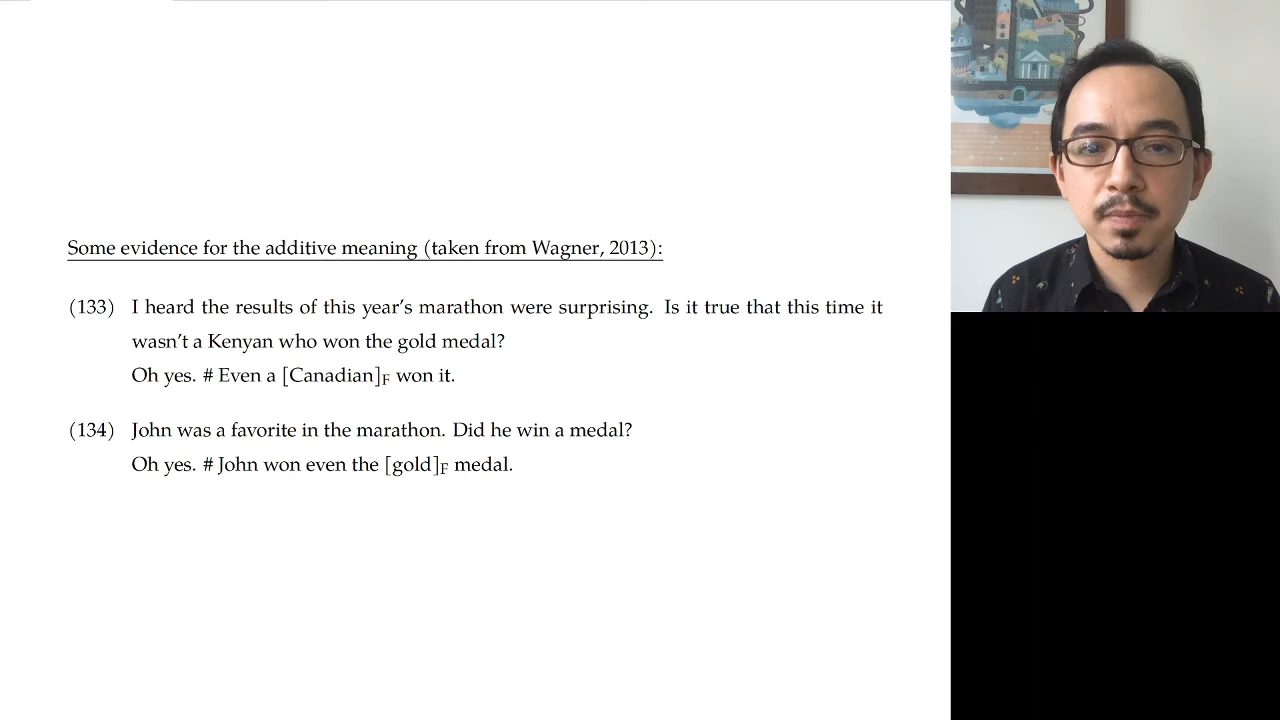 Some evidence for the additive meaning (taken from Wagner, 2013):
(133) I heard the results of this year's marathon were surprising. Is it true that this time it
wasn't a Kenyan who won the gold medal?
Oh yes. # Even a [Canadian]F won it.
(134) John was a favorite in the marathon. Did he win a medal?
Oh yes. # John won even the [gold]F medal.